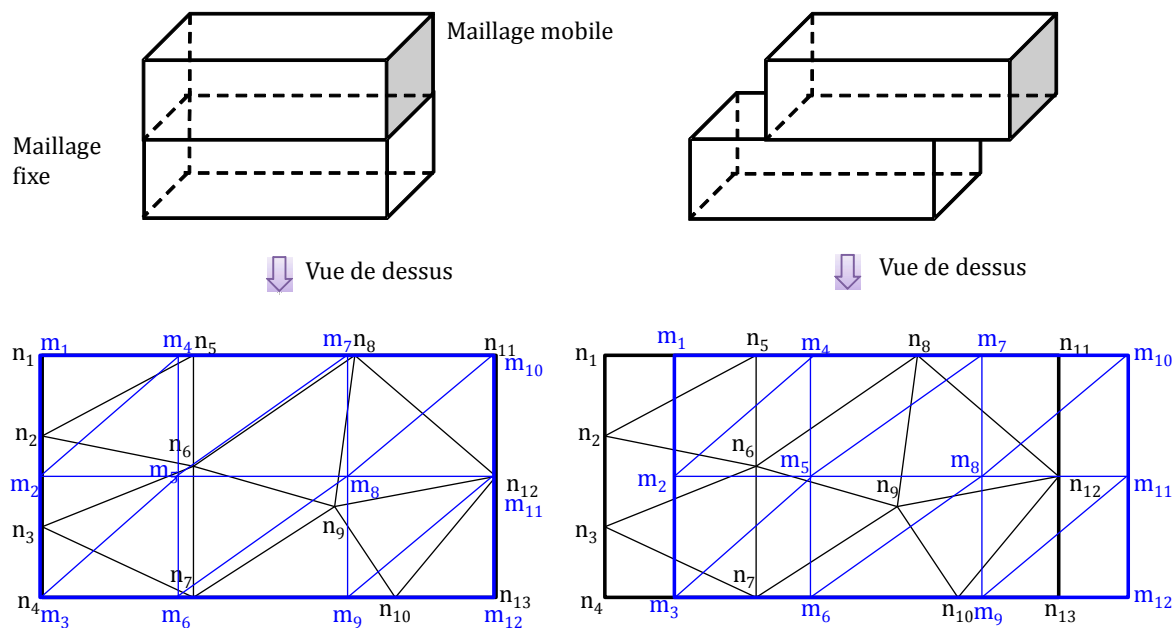 Maillage mobile
Maillage
fixe
Vue de dessus
Vue de dessus
n1 m1 m4 n5 m7 n8 n11
m10
n2
n6
m5
m2 m8 n12
m11
n3 n9
n7
n4 m3 m6 m9 n10 n13
m12
n1 m1 n5 m4 n8 m7 n11
m10
n2
n6
m5 m8
m2 n9 n12 m11
n3
n7
n4 m3 m6 n10 m9 n13 m12